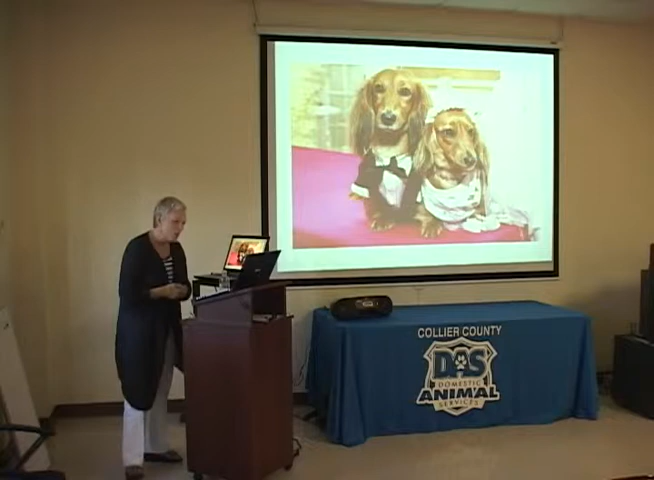 COLLIER COUNTY
DAS
DOMESTIC
ANIMAL
SERVICES